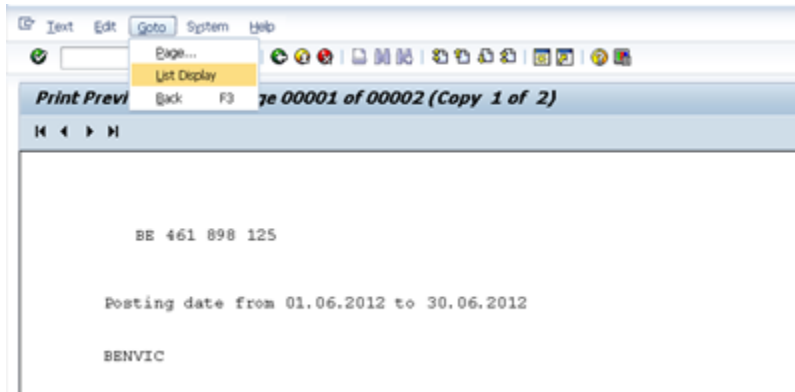 Text Edit Goto System Help
Page...
List Display
Back F3
Print Previ ge 00001 of 00002 (Copy 1 of 2)
BE 461 898 125
Posting date from 01.06.2012 to 30.06.2012
BENVIC